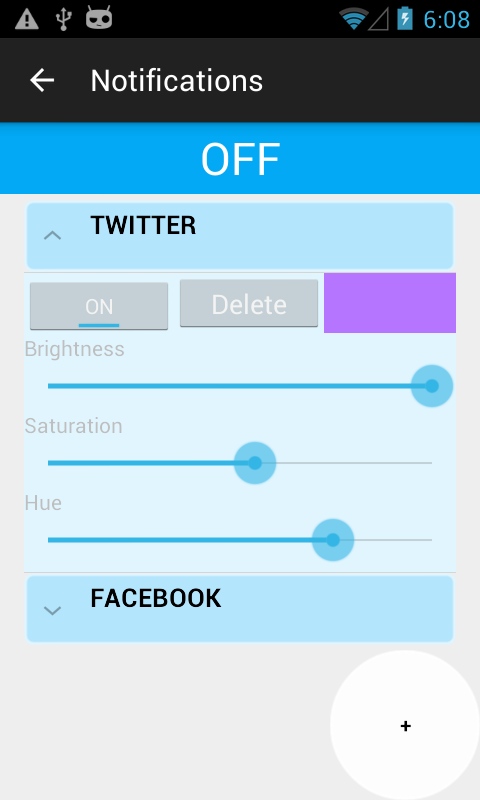 6:08
Notifications
OFF
TWITTER
ON
Delete
Brightness
Saturation
Hue
FACEBOOK
+